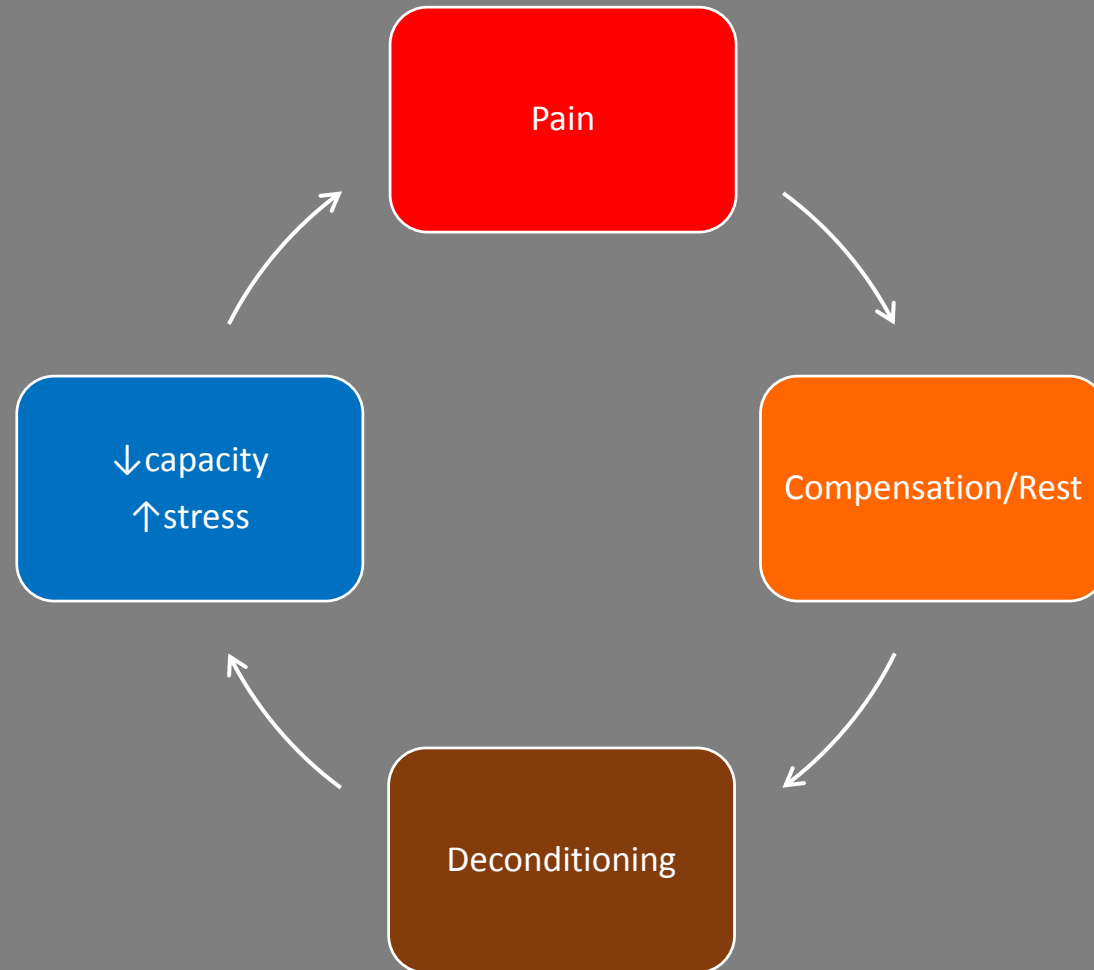 Pain
Compensation/Rest
Deconditioning
↓capacity
↑stress